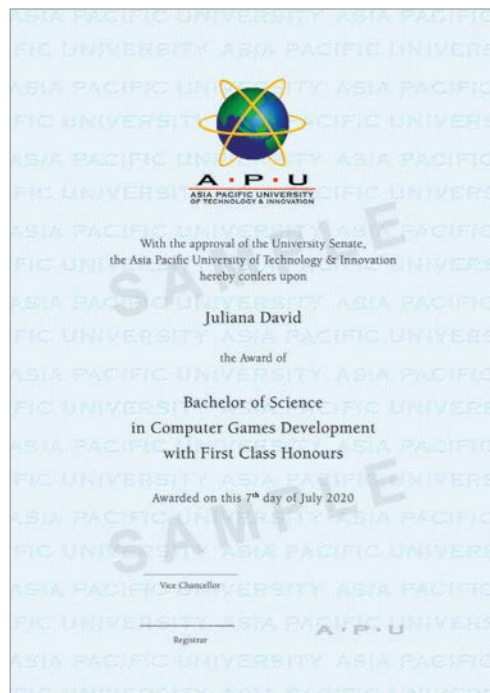 A·P·U
ASIA PACIFIC UNIVERSITY
OF TECHNOLOGY & INNOVATION
With the approval of the University Senate,
the Asia Pacific University of Technology & Innovation
hereby confers upon
Juliana David
the Award of
Bachelor of Science
in Computer Games Development
with First Class Honours
Awarded on this 7th day of July 2020
SAMPLE
SAMPLE
Vice Chancellor
A·P·U
Registrar